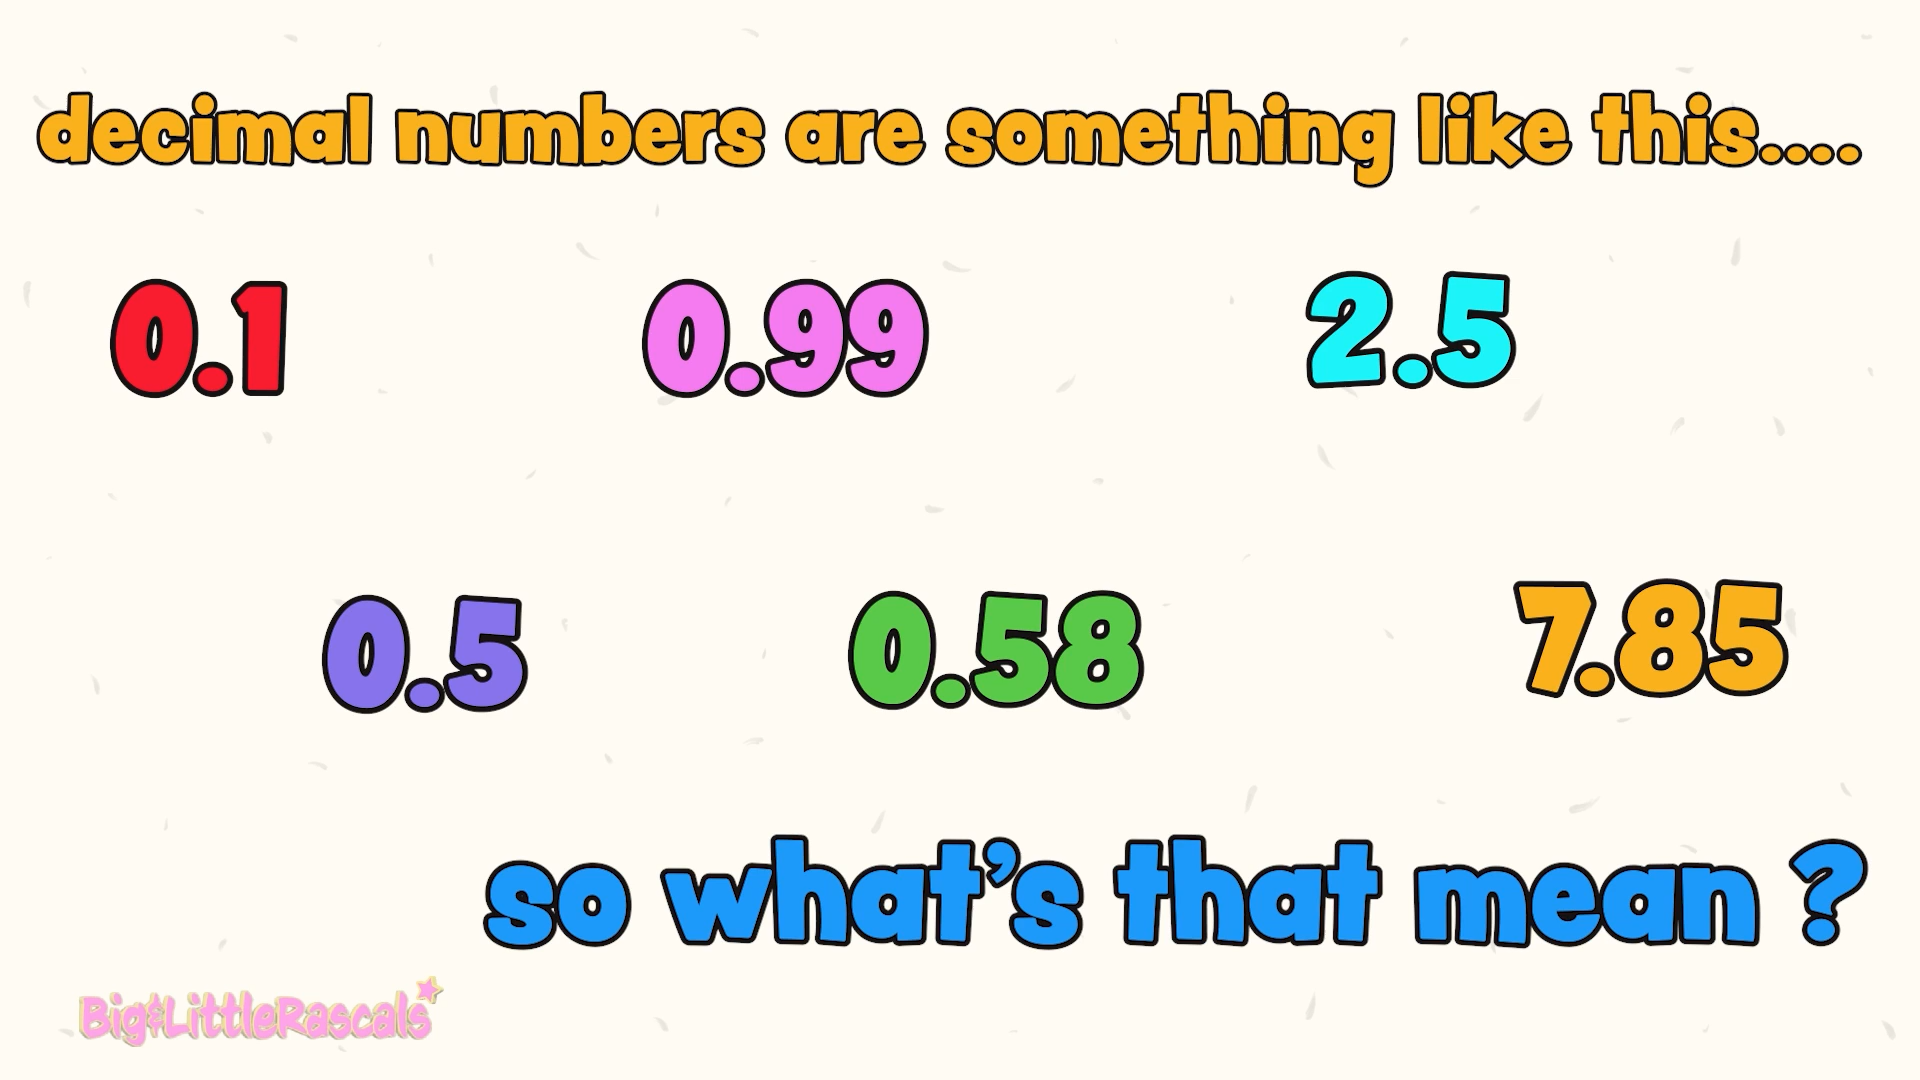 decimal numbers are something like this....
0.1 0.99 2.5
0.5 0.58 7.85
so what's that mean ?
Big&LittleRascals